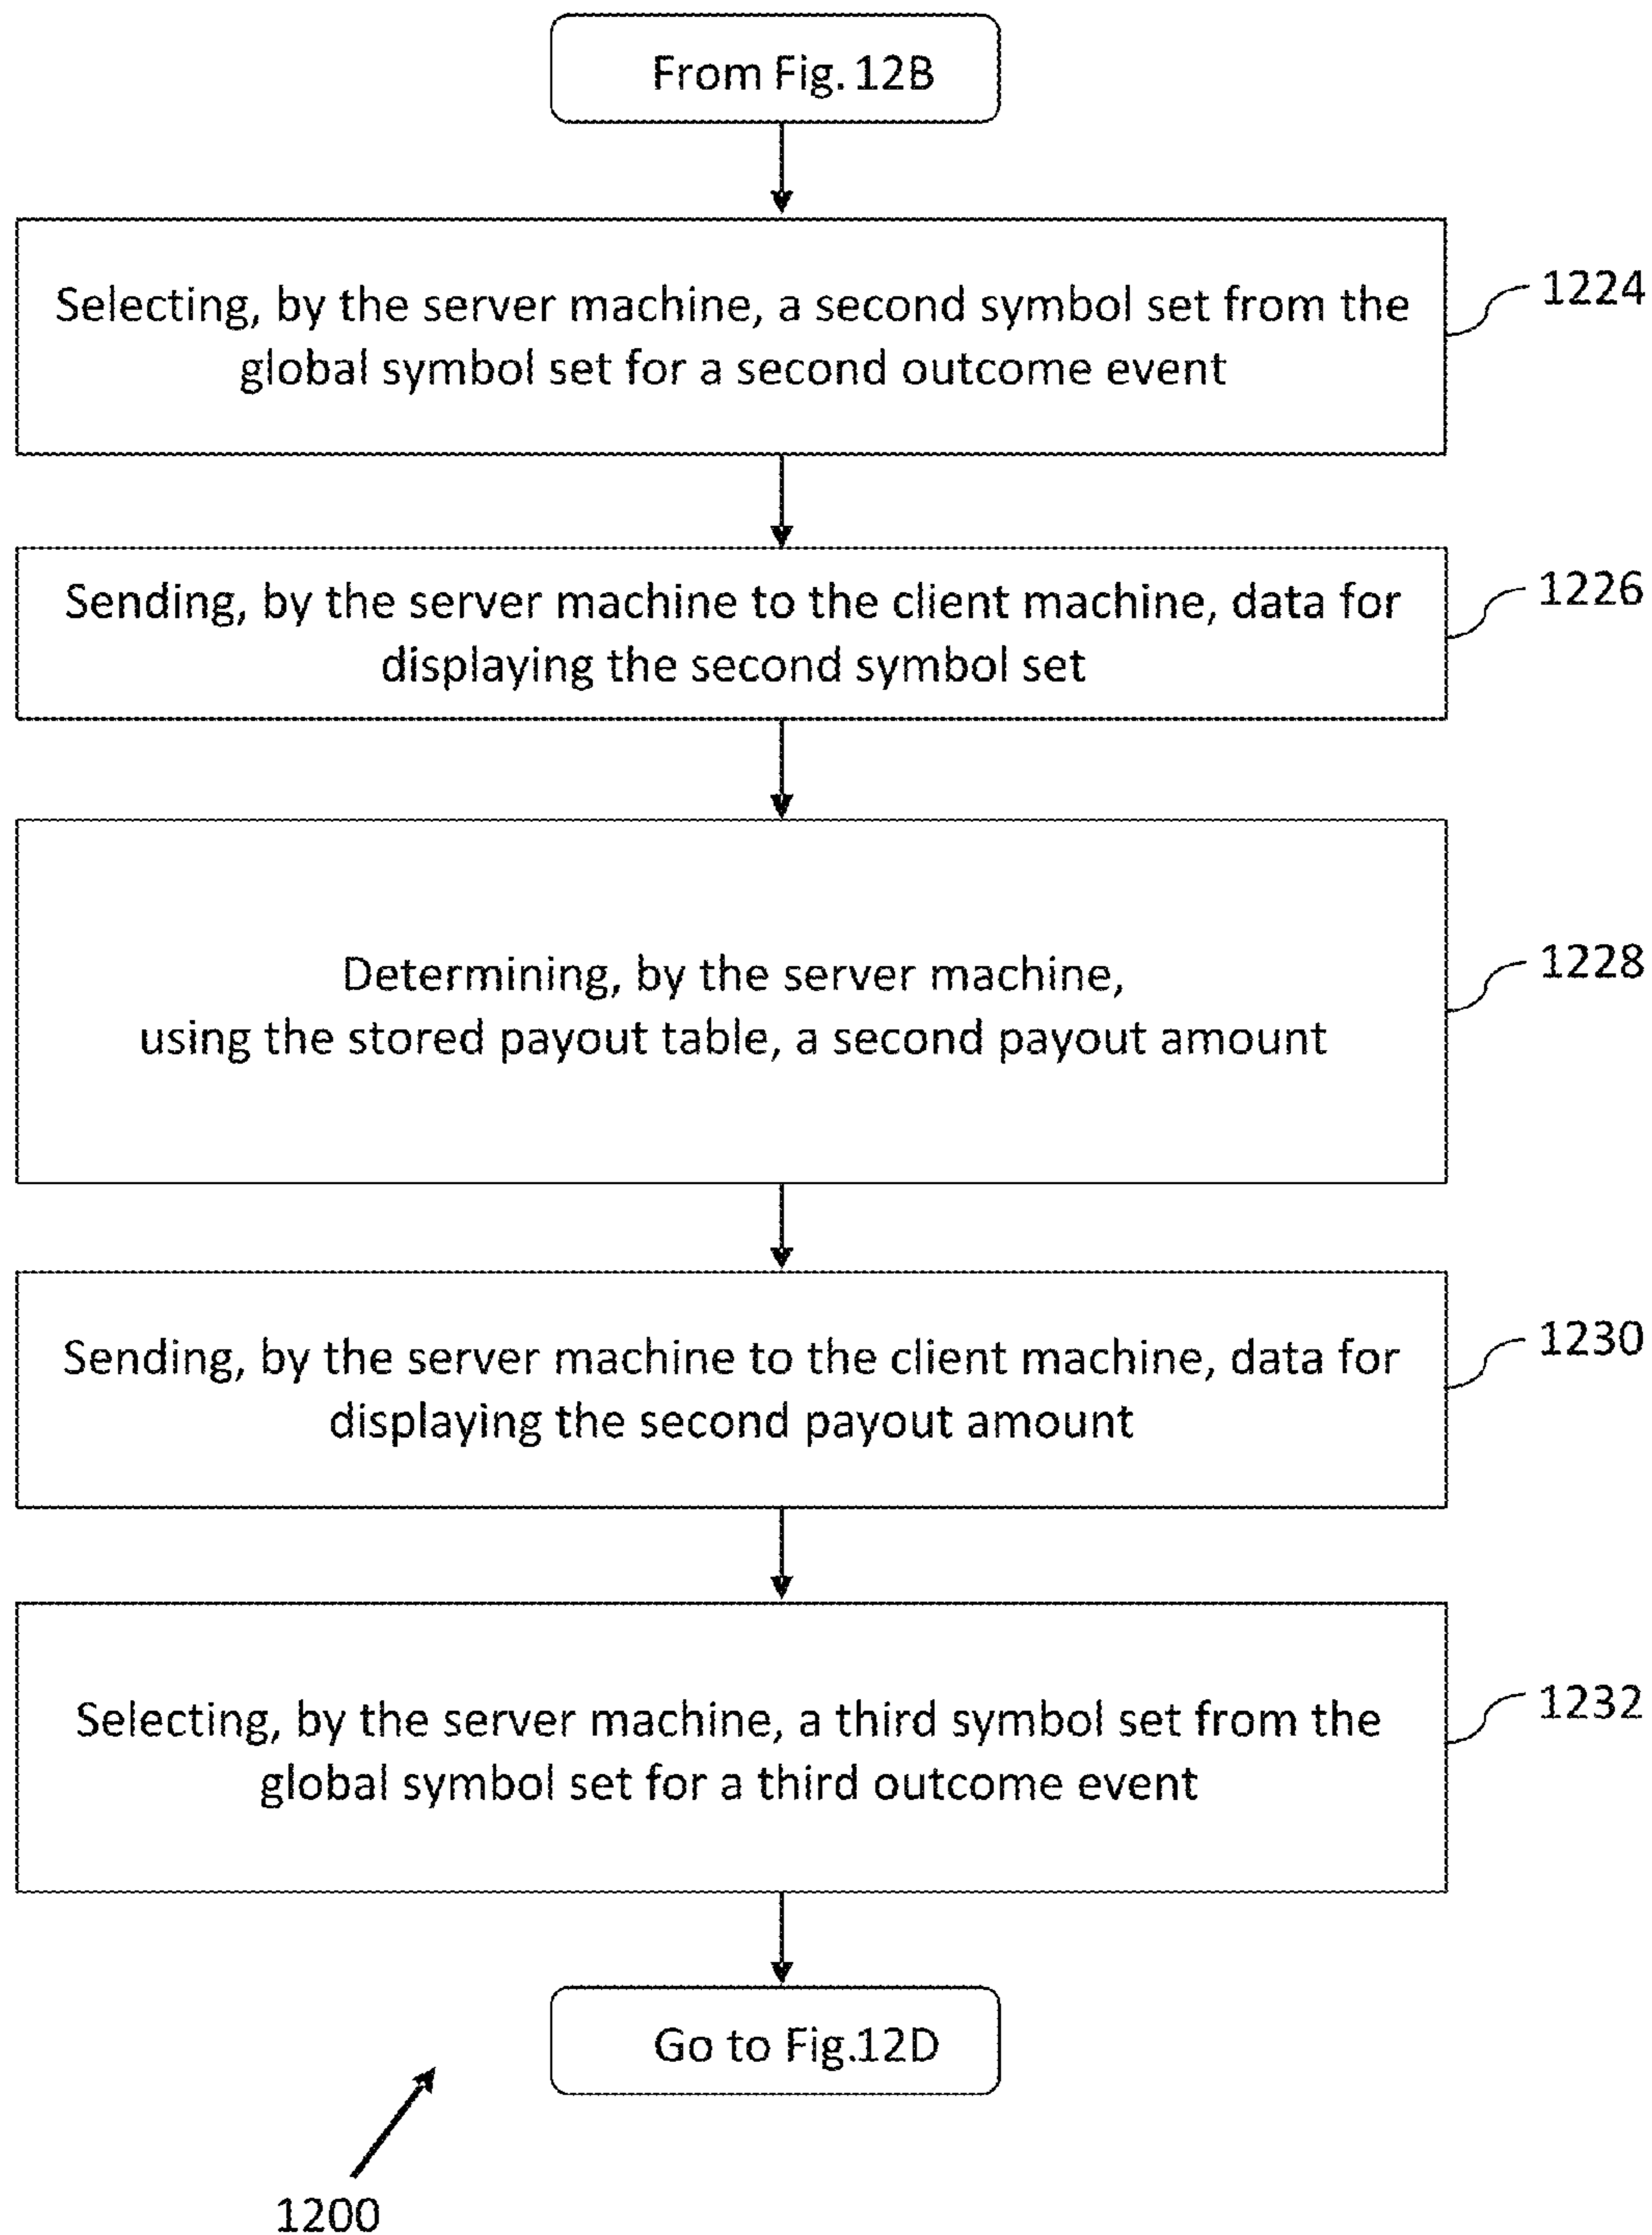 From Fig. 12B
Selecting, by the server machine, a second symbol set from the
global symbol set for a second outcome event
1224
Sending, by the server machine to the client machine, data for
displaying the second symbol set
1226
Determining, by the server machine,
using the stored payout table, a second payout amount
1228
Sending, by the server machine to the client machine, data for
displaying the second payout amount
1230
Selecting, by the server machine, a third symbol set from the
global symbol set for a third outcome event
1232
Go to Fig.12D
1200